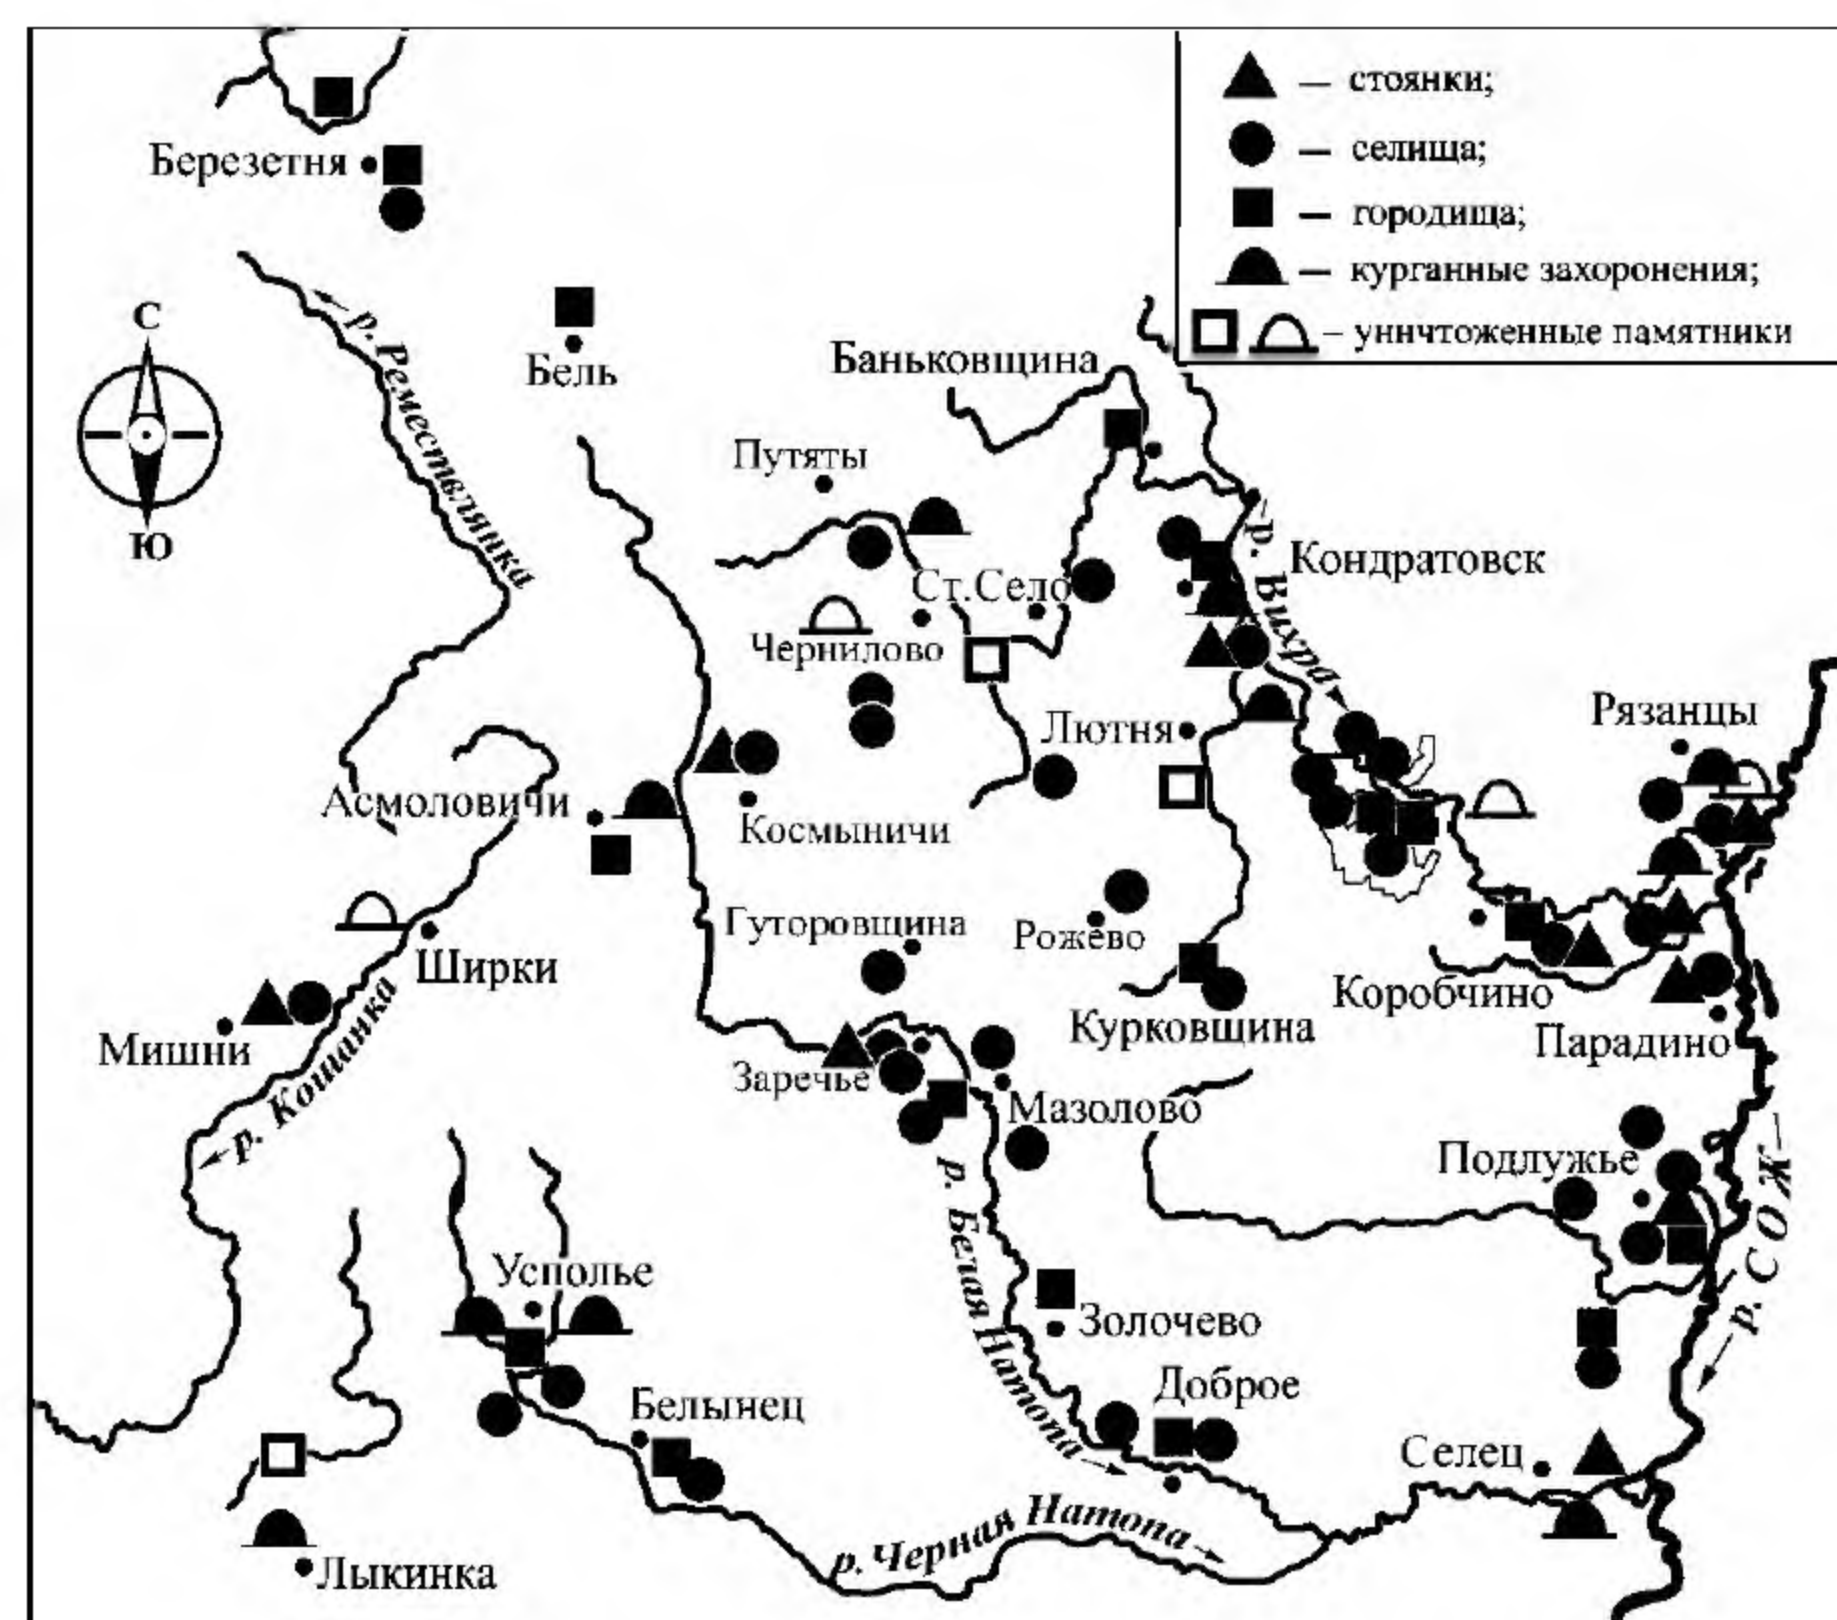 — стоянки;
— селища;
— городища;
— курганные захоронения;
– уничтоженные памятники
Березетня
С
Ю
р. Ремествлянка
Бель
Баньковщина
Путяты
р. Вихра
Кондратовск
Ст.Село
Чернилово
Лютня
Рязанцы
Асмоловичи
Космыничи
Гуторовщина
Рожево
Ширки
Коробчино
Курковщина
Парадино
Мишни
р. Кошанка
Заречье
Мазолово
Подлужье
р. СОЖ
р. Белая Натопа
Усполье
Золочево
Доброе
Белынец
Селец
р. Черная Натопа
Лыкинка